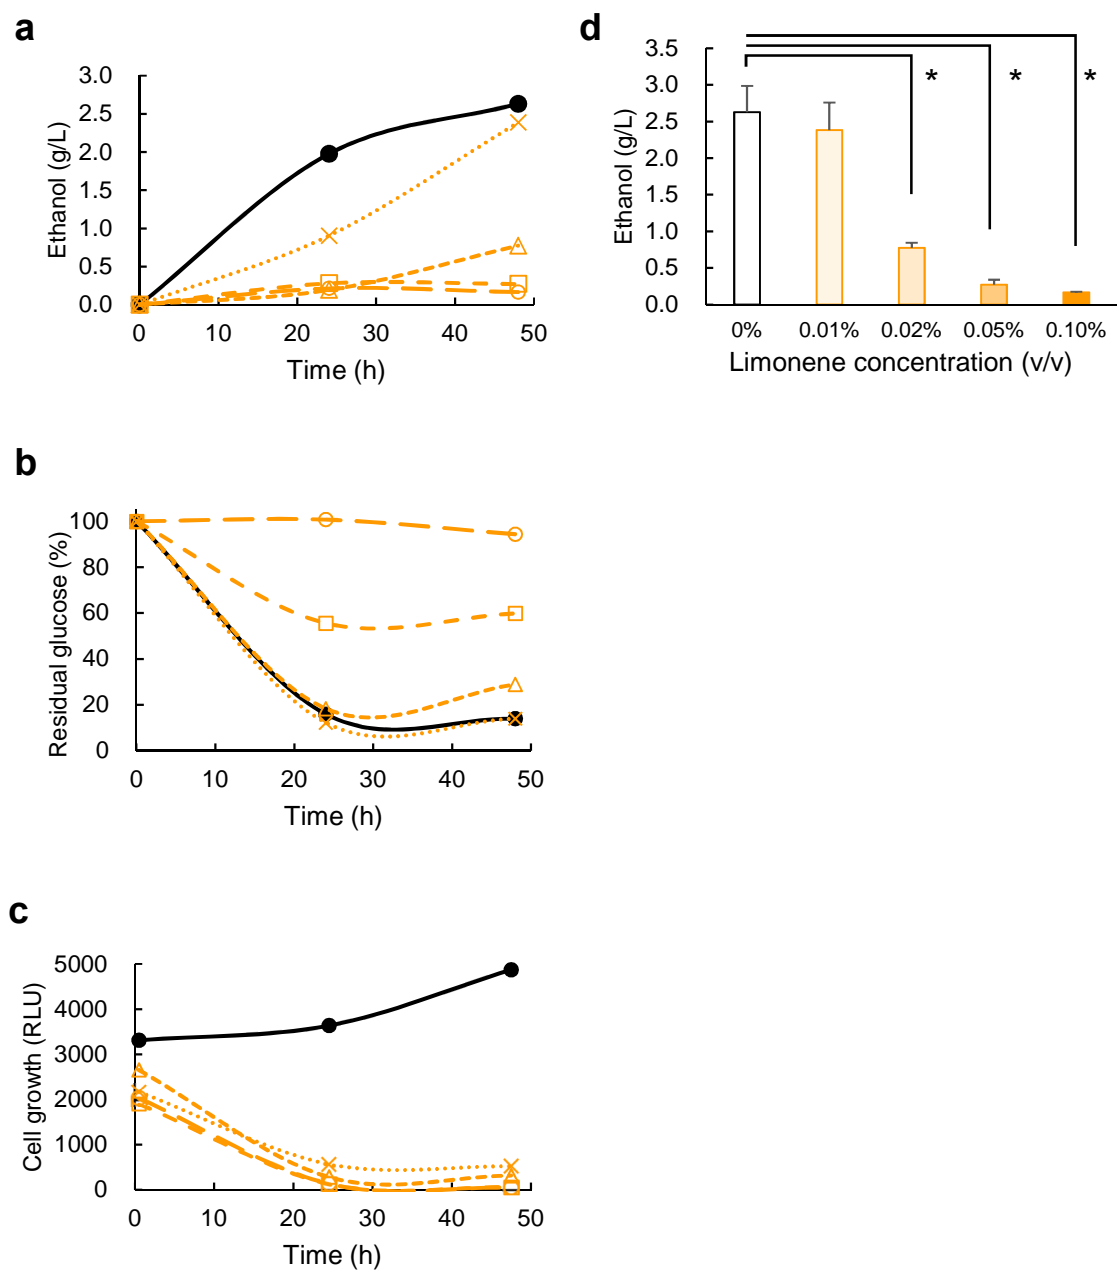 a
3.0
2.5
2.0
1.5
1.0
0.5
0.0
Ethanol (g/L)
0 10 20 30 40 50
Time (h)
d
3.5
3.0
2.5
2.0
1.5
1.0
0.5
0.0
Ethanol (g/L)
* * *
0% 0.01% 0.02% 0.05% 0.10%
Limonene concentration (v/v)
b
100
80
60
40
20
0
Residual glucose (%)
0 10 20 30 40 50
Time (h)
c
5000
4000
3000
2000
1000
0
Cell growth (RLU)
0 10 20 30 40 50
Time (h)